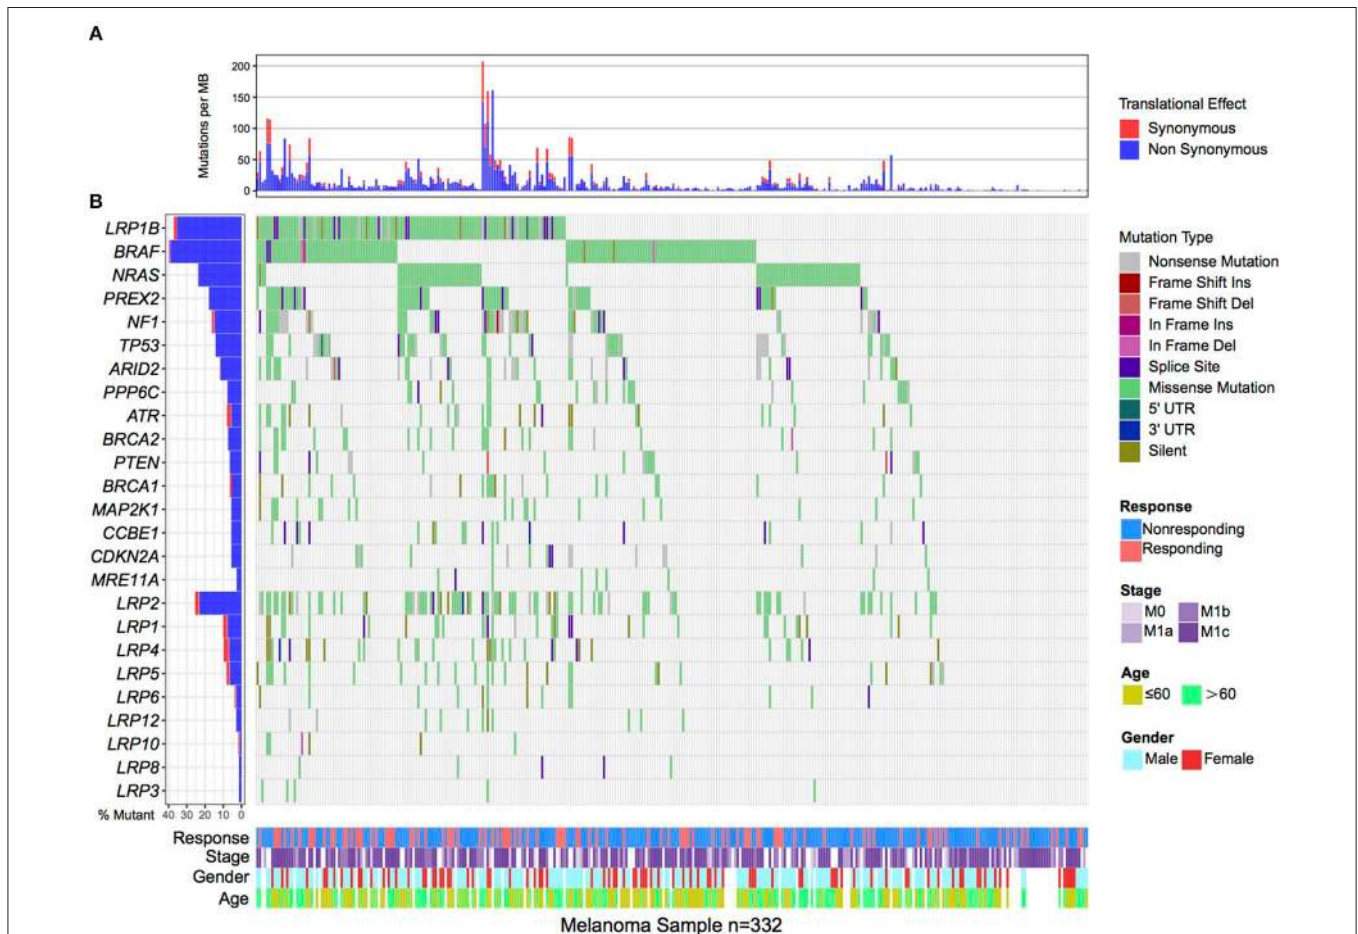 A
Mutations per MB
200
150
100
50
0
Translational Effect
Synonymous
Non Synonymous
B
LRP1B
BRAF
NRAS
PREX2
NF1
TP53
ARID2
PPP6C
ATR
BRCA2
PTEN
BRCA1
MAP2K1
CCBE1
CDKN2A
MRE11A
LRP2
LRP1
LRP4
LRP5
LRP6
LRP12
LRP10
LRP8
LRP3
% Mutant
40 30 20 10 0
Mutation Type
Nonsense Mutation
Frame Shift Ins
Frame Shift Del
In Frame Ins
In Frame Del
Splice Site
Missense Mutation
5' UTR
3' UTR
Silent
Response
Nonresponding
Responding
Stage
M0 M1b
M1a M1c
Age
≤60 >60
Gender
Male Female
Response
Stage
Gender
Age
Melanoma Sample n=332